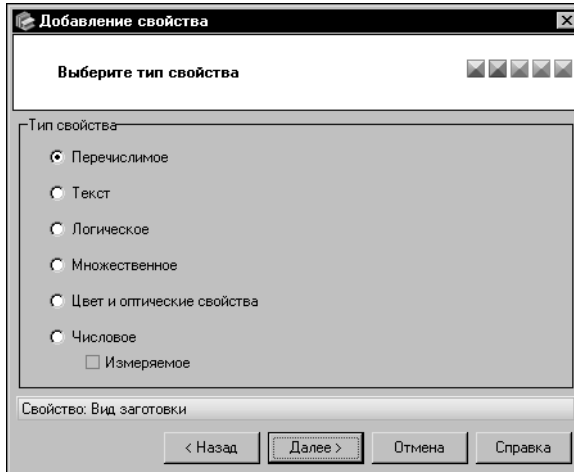 Добавление свойства
Выберите тип свойства
Тип свойства
Перечислимое
Текст
Логическое
Множественное
Цвет и оптические свойства
Числовое
Измеряемое
Свойство: Вид заготовки
< Назад Далее > Отмена Справка